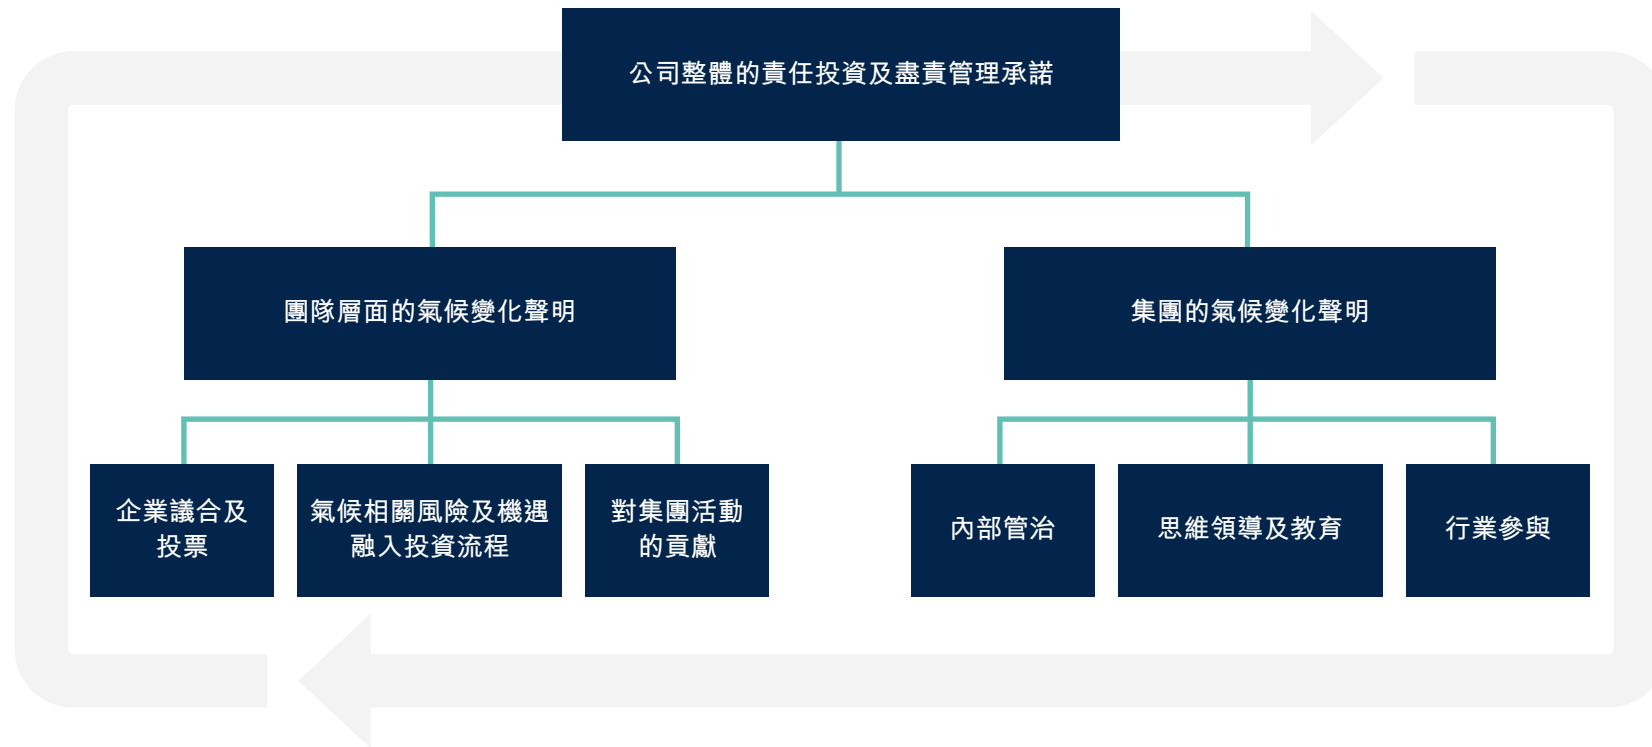 公司整體的責任投資及盡責管理承諾
團隊層面的氣候變化聲明
集團的氣候變化聲明
企業議合及
投票
氣候相關風險及機遇
融入投資流程
對集團活動
的貢獻
內部管治
思維領導及教育
行業參與